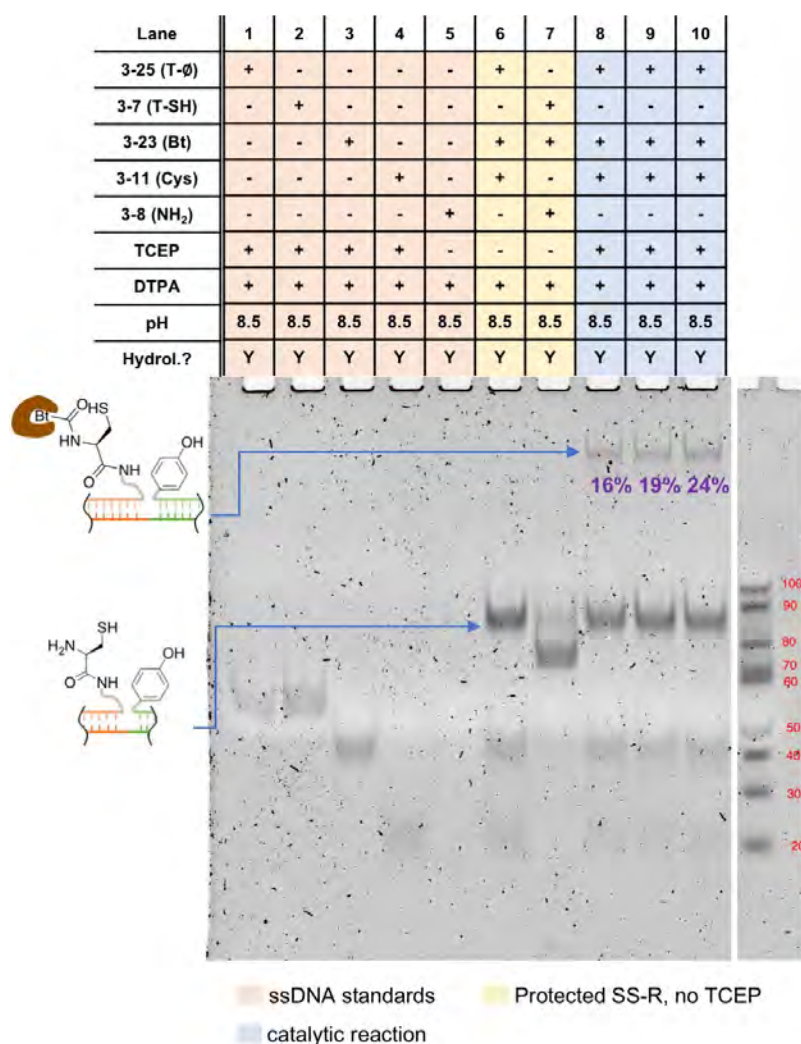 Lane 1 2 3 4 5 6 7 8 9 10
3-25 (T-Ø) + - - - - + - + + +
3-7 (T-SH) - + - - - - + - - -
3-23 (Bt) - - + - - + + + + +
3-11 (Cys) - - - + - + - + + +
3-8 (NH₂) - - - - + - + - - -
TCEP + + + + - - - + + +
DTPA + + + + + + + + + +
pH 8.5 8.5 8.5 8.5 8.5 8.5 8.5 8.5 8.5 8.5
Hydrol.? Y Y Y Y Y Y Y Y Y Y
Bt O SHS
HN OH
O NH
16% 19% 24%
100
90
80
70
60
50
40
30
20
SH
H₂N OH
O NH
ssDNA standards Protected SS-R, no TCEP
catalytic reaction